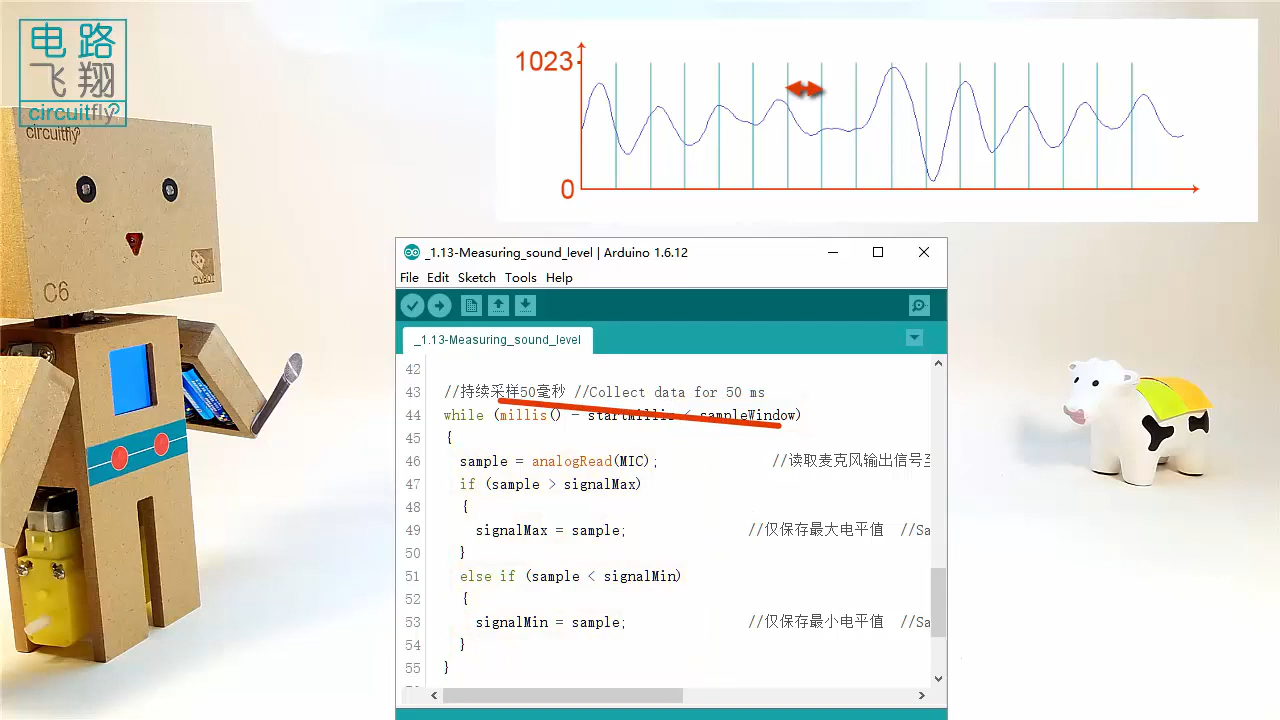 电路
飞翔
circuitfly
circuitfly
C6
1023
0
_1.13-Measuring_sound_level | Arduino 1.6.12
File Edit Sketch Tools Help
_1.13-Measuring_sound_level
42
43 //持续采样50毫秒 //Collect data for 50 ms
44 while (millis() - startMillis < sampleWindow)
45 {
46 sample = analogRead(MIC); //读取麦克风输出信号至
47 if (sample > signalMax)
48 {
49 signalMax = sample; //仅保存最大电平值 //Sa
50 }
51 else if (sample < signalMin)
52 {
53 signalMin = sample; //仅保存最小电平值 //Sa
54 }
55 }